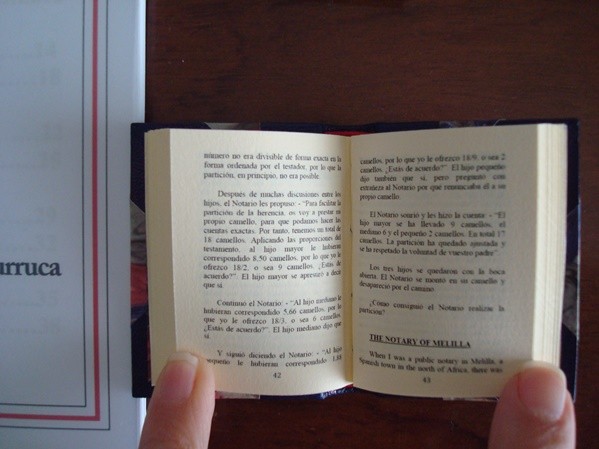 urruca
número no era divisible de forma exacta en la
forma ordenada por el testador, por lo que la
partición, en principio, no era posible.
Después de muchas discusiones entre los
hijos, el Notario les propuso: - "Para facilitar la
partición de la herencia, os voy a prestar mi
propio camello, para que podamos hacer las
cuentas exactas. Por tanto, tenemos un total de
18 camellos. Aplicando las proporciones del
testamento, al hijo mayor le hubieran
correspondido 8.50 camellos, por lo que yo le
ofrezco 18/2, o sea 9 camellos. ¿Estás de
acuerdo?". El hijo mayor se apresuró a decir
que sí.
Continuó el Notario: - "Al hijo mediano le
hubieran correspondido 5,66 camellos, por lo
que yo le ofrezco 18/3, o sea 6 camellos.
¿Estás de acuerdo?". El hijo mediano dijo que
sí.
Y siguió diciendo el Notario: - "Al hijo
pequeño le hubieran correspondido 1.88
42
camellos, por lo que yo le ofrezco 18/9, o sea 2
camellos. ¿Estás de acuerdo?". El hijo pequeño
dijo también que sí, pero preguntó con
extrañeza al Notario por qué renunciaba él a su
propio camello.
El Notario sonrió y les hizo la cuenta: - "El
hijo mayor se ha llevado 9 camellos, el
mediano 6 y el pequeño 2 camellos. En total 17
camellos. La partición ha quedado ajustada y
se ha respetado la voluntad de vuestro padre".
Los tres hijos se quedaron con la boca
abierta. El Notario se montó en su camello y
desapareció por el camino.
¿Cómo consiguió el Notario realizar la
partición?
THE NOTARY OF MELILLA
When I was a public notary in Melilla, a
Spanish town in the north of Africa, there was
43